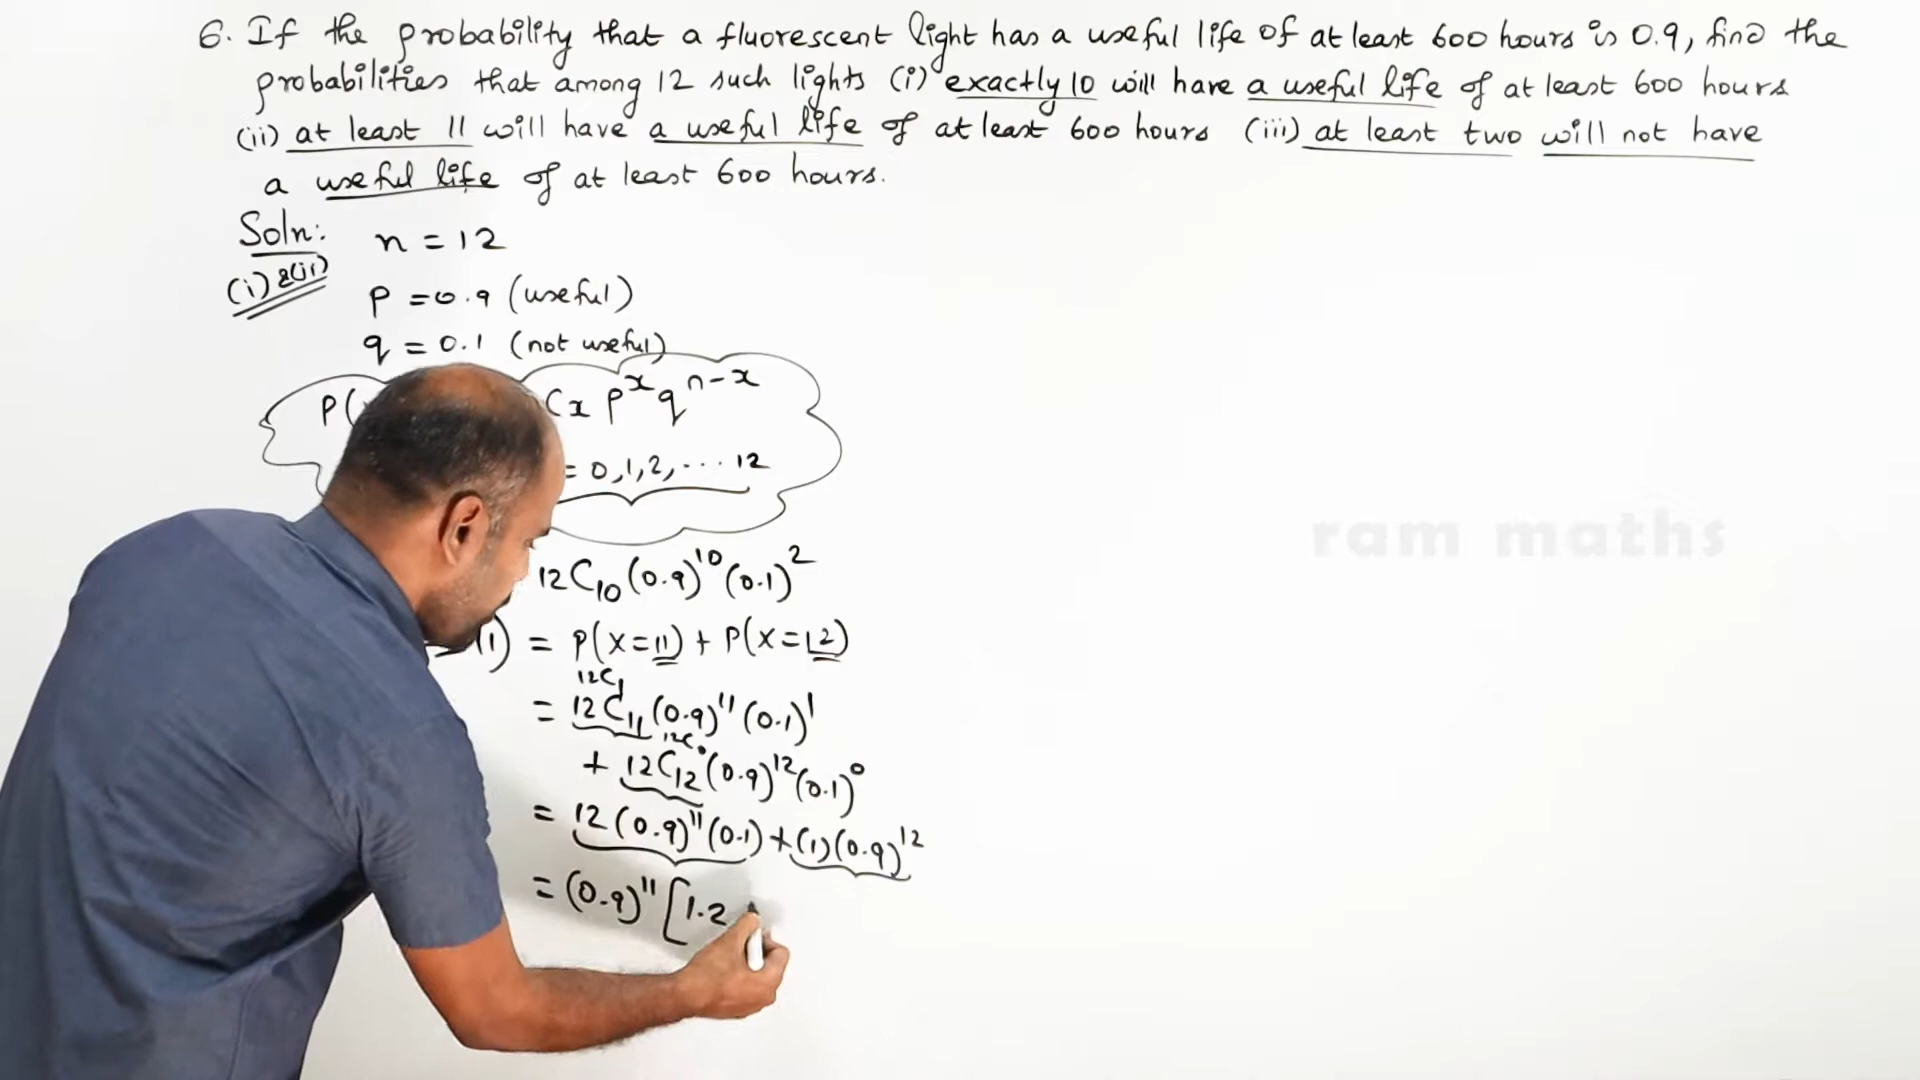 6. If the probability that a fluorescent light has a useful life of at least 600 hours is 0.9, find the
probabilities that among 12 such lights (i) exactly 10 will have a useful life of at least 600 hours
(ii) at least 11 will have a useful life of at least 600 hours (iii) at least two will not have
a useful life of at least 600 hours.
Soln:
n = 12
(i) & (ii)
p = 0.9 (useful)
q = 0.1 (not useful)
P( Cx p^x q^{n-x}
= 0,1,2,....12
12C₁₀ (0.9)^10 (0.1)^2
1) = P(X=11) + P(X=12)
12C₁
= 12C₁₁ (0.9)^11 (0.1)^1
12C₀
+ 12C₁₂ (0.9)^12 (0.1)^0
= 12 (0.9)^11 (0.1) + (1)(0.9)^12
= (0.9)^11 [1.2
ram maths